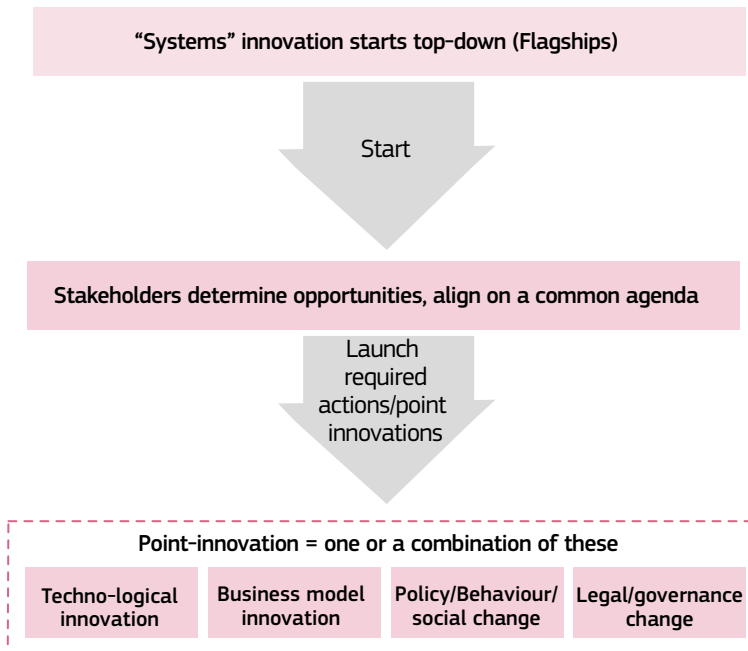 “Systems” innovation starts top-down (Flagships)
Start
Stakeholders determine opportunities, align on a common agenda
Launch
required
actions/point
innovations
Point-innovation = one or a combination of these
Techno-logical
innovation
Business model
innovation
Policy/Behaviour/
social change
Legal/governance
change